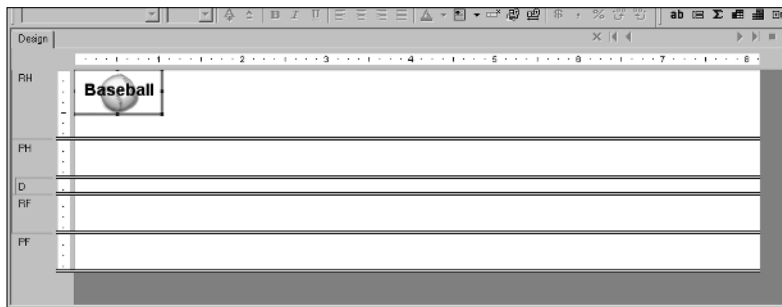 B I U $ , %
ab Σ
Design
1 2 3 4 5 6 7 8
RH
Baseball
PH
D
RF
PF